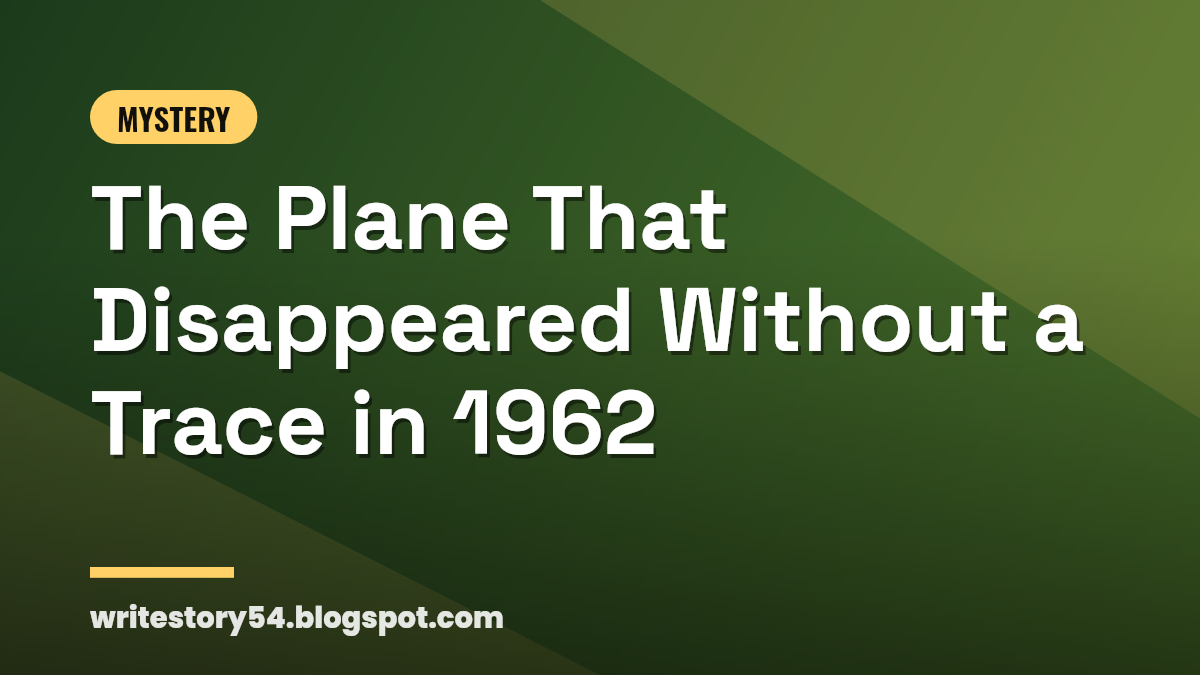 MYSTERY
The Plane That
Disappeared Without a
Trace in 1962
writestory54.blogspot.com